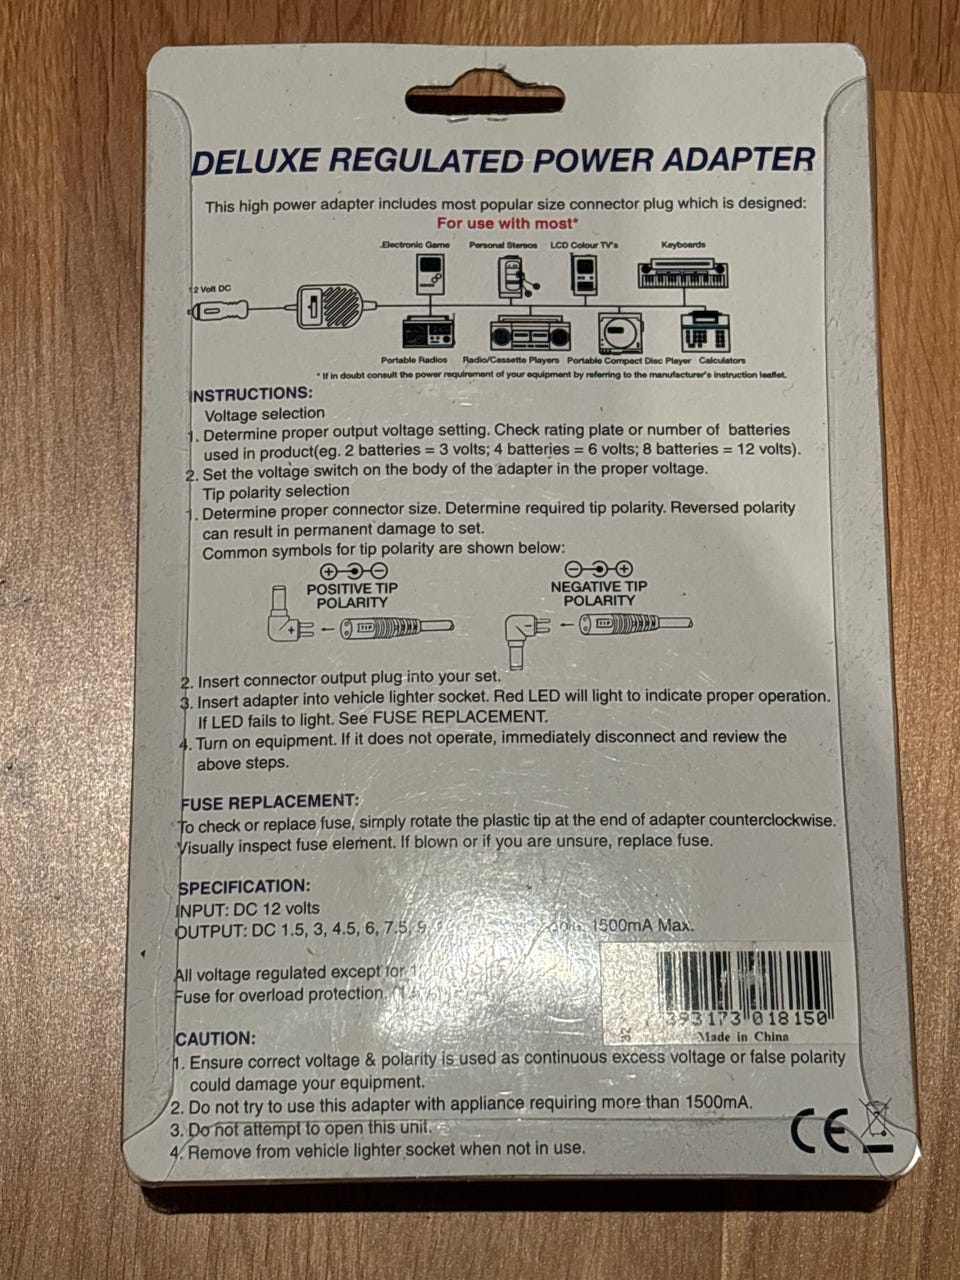 DELUXE REGULATED POWER ADAPTER
This high power adapter includes most popular size connector plug which is designed:
For use with most*
.Electronic Game Personal Stereos LCD Colour TV's Keyboards
2 Volt DC
Portable Radios Radio/Cassette Players Portable Compact Disc Player Calculators
* If in doubt consult the power requirement of your equipment by referring to the manufacturer's instruction leaflet.
INSTRUCTIONS:
Voltage selection
1. Determine proper output voltage setting. Check rating plate or number of batteries
used in product(eg. 2 batteries = 3 volts; 4 batteries = 6 volts; 8 batteries = 12 volts).
2. Set the voltage switch on the body of the adapter in the proper voltage.
Tip polarity selection
1. Determine proper connector size. Determine required tip polarity. Reversed polarity
can result in permanent damage to set.
Common symbols for tip polarity are shown below:
POSITIVE TIP
POLARITY
TIP
NEGATIVE TIP
POLARITY
TIP
2. Insert connector output plug into your set.
3. Insert adapter into vehicle lighter socket. Red LED will light to indicate proper operation.
If LED fails to light. See FUSE REPLACEMENT.
4. Turn on equipment. If it does not operate, immediately disconnect and review the
above steps.
FUSE REPLACEMENT:
To check or replace fuse, simply rotate the plastic tip at the end of adapter counterclockwise.
Visually inspect fuse element. If blown or if you are unsure, replace fuse.
SPECIFICATION:
INPUT: DC 12 volts
OUTPUT: DC 1.5, 3, 4.5, 6, 7.5, 9, 1500mA Max.
All voltage regulated except for
Fuse for overload protection
393173 018150
Made in China
CAUTION:
1. Ensure correct voltage & polarity is used as continuous excess voltage or false polarity
could damage your equipment.
2. Do not try to use this adapter with appliance requiring more than 1500mA.
3. Do not attempt to open this unit.
4. Remove from vehicle lighter socket when not in use.
CE